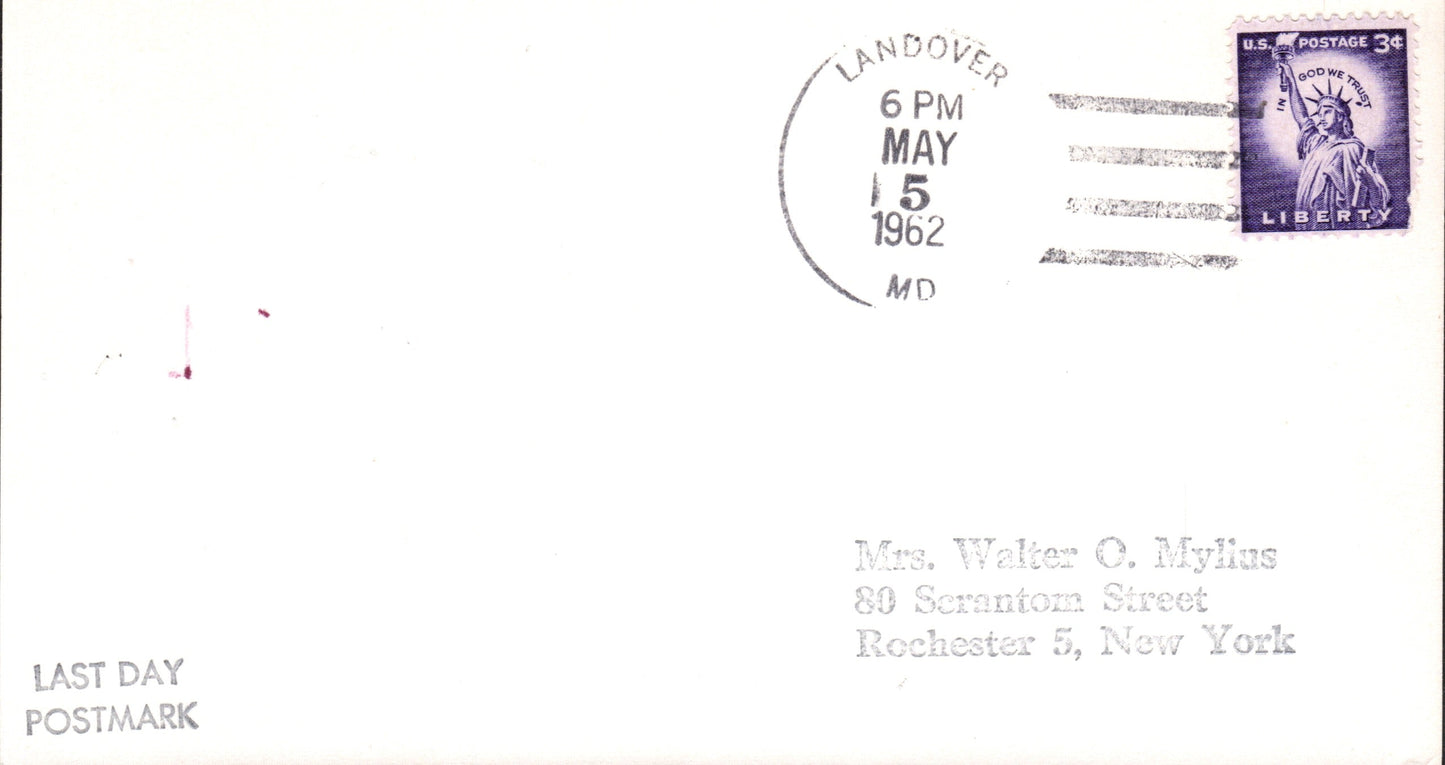 LANDOVER
6 PM
MAY
15
1962
MD
U.S. POSTAGE 3¢
IN GOD WE TRUST
LIBERTY
Mrs. Walter O. Mylius
80 Scrantom Street
Rochester 5, New York
LAST DAY
POSTMARK